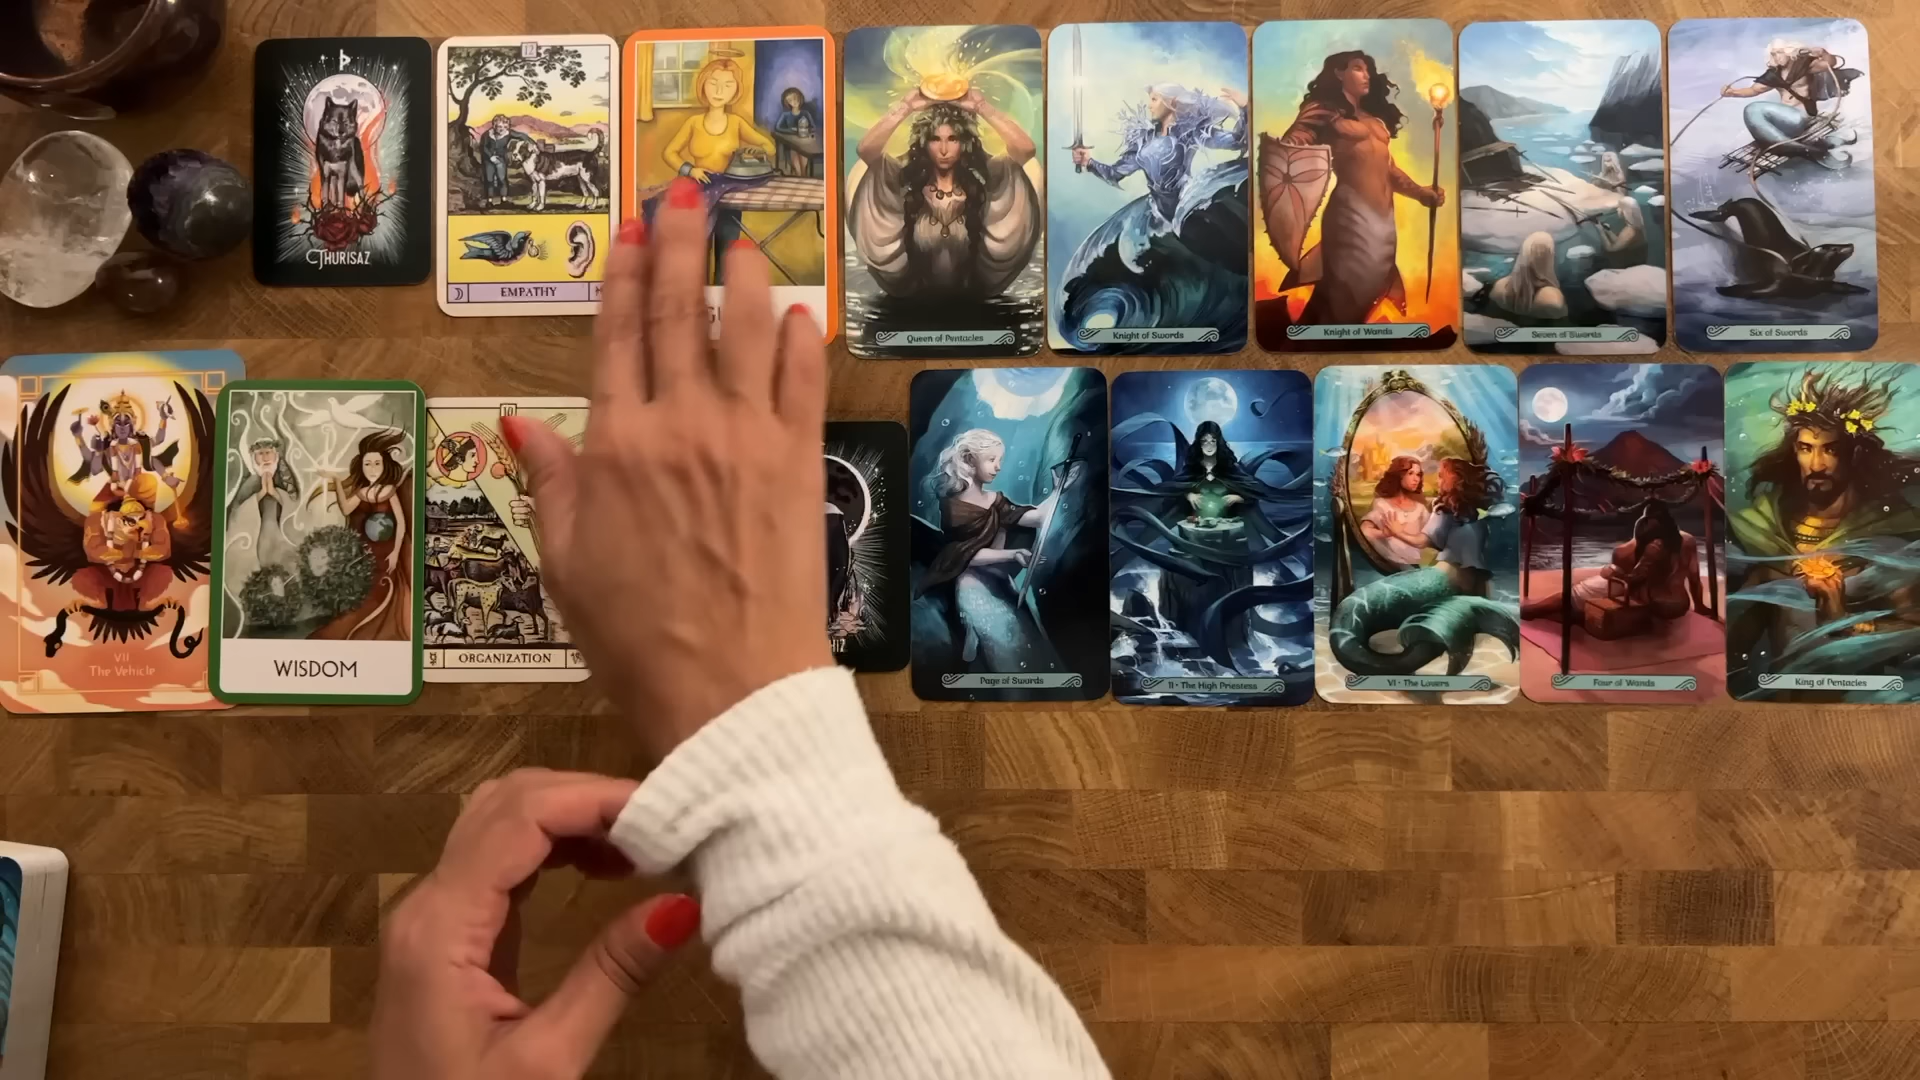 THURISAZ
12
EMPATHY
Queen of Pentacles
Knight of Swords
Knight of Wands
Seven of Swords
Six of Swords
VII
The Vehicle
WISDOM
10
ORGANIZATION
Page of Swords
II • The High Priestess
VI • The Lovers
Four of Wands
King of Pentacles